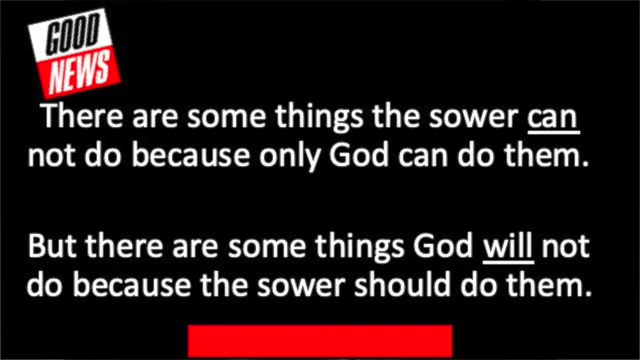 GOOD
NEWS
There are some things the sower can
not do because only God can do them.
But there are some things God will not
do because the sower should do them.